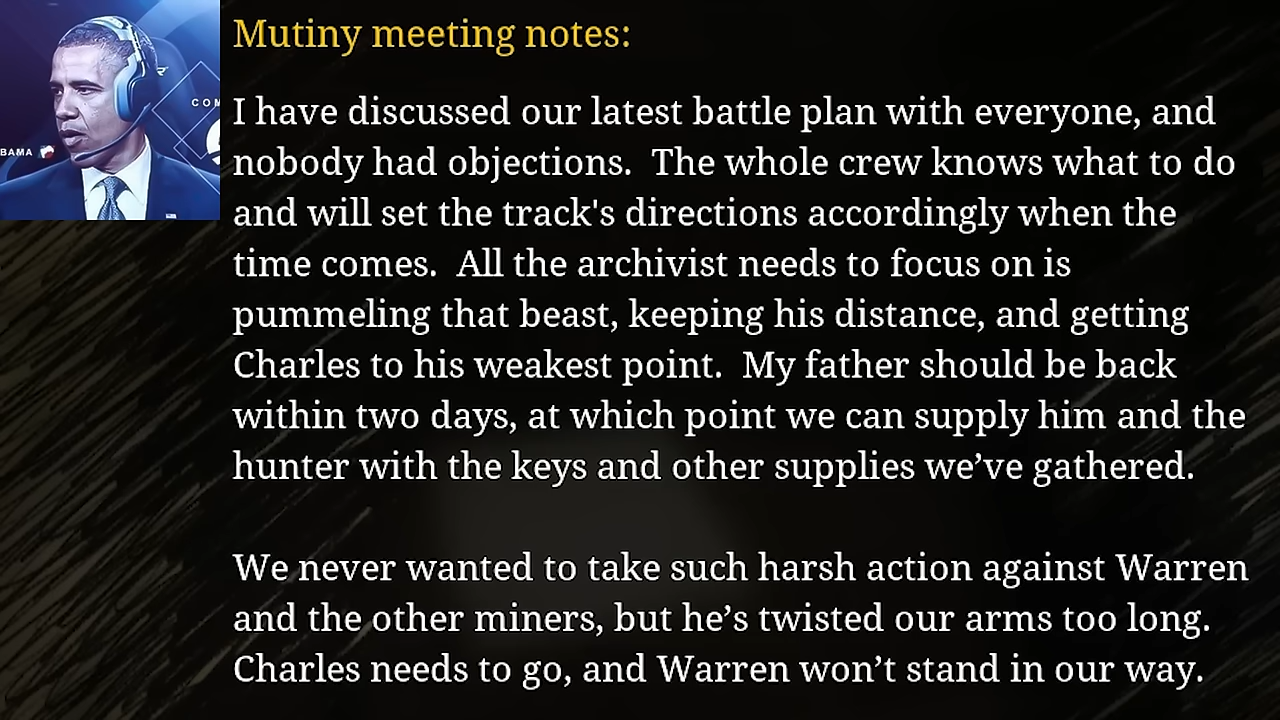 Mutiny meeting notes:
COM
BAMA
I have discussed our latest battle plan with everyone, and
nobody had objections.  The whole crew knows what to do
and will set the track's directions accordingly when the
time comes.  All the archivist needs to focus on is
pummeling that beast, keeping his distance, and getting
Charles to his weakest point.  My father should be back
within two days, at which point we can supply him and the
hunter with the keys and other supplies we’ve gathered.
We never wanted to take such harsh action against Warren
and the other miners, but he’s twisted our arms too long.
Charles needs to go, and Warren won’t stand in our way.